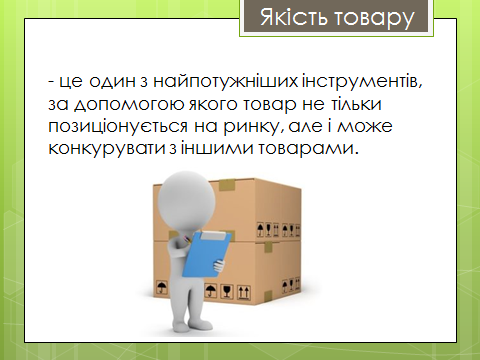 Якість товару
- це один з найпотужніших інструментів,
за допомогою якого товар не тільки
позиціонується на ринку, але і може
конкурувати з іншими товарами.